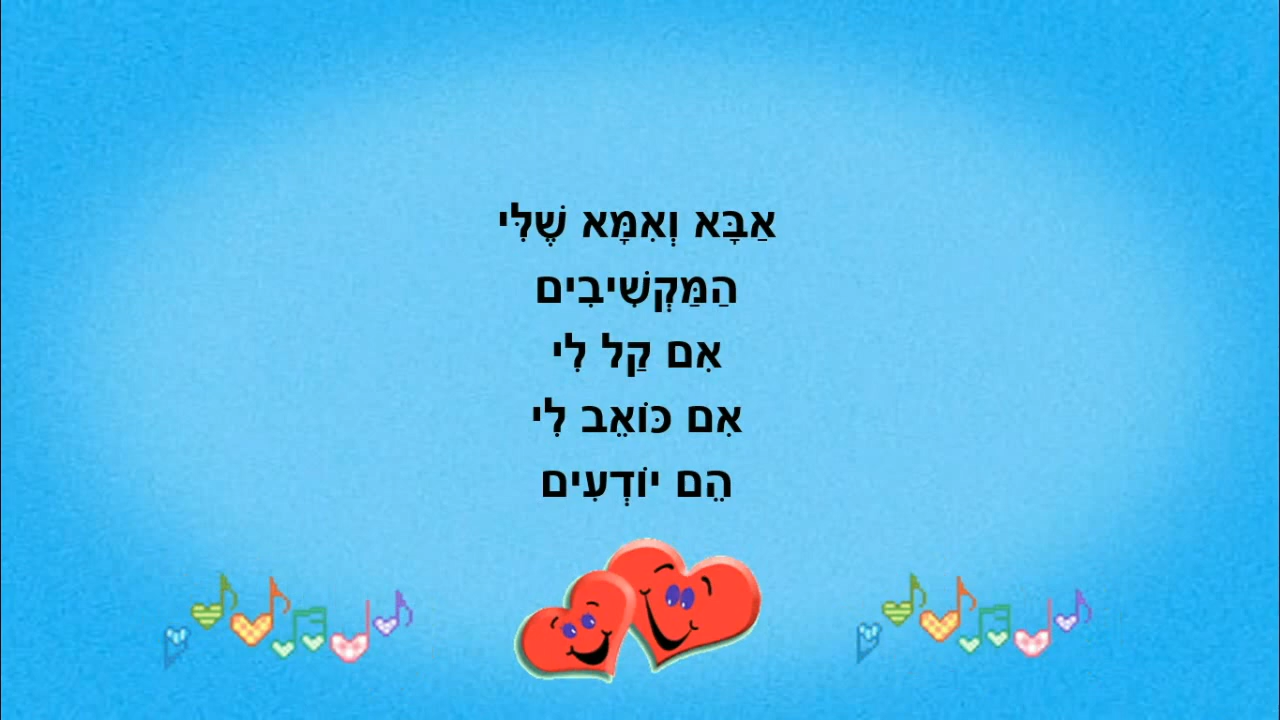 אַבָּא וְאִמָּא שֶׁלִּי
הַמַּקְשִׁיבִים
אִם קַל לִי
אִם כּוֹאֵב לִי
הֵם יוֹדְעִים